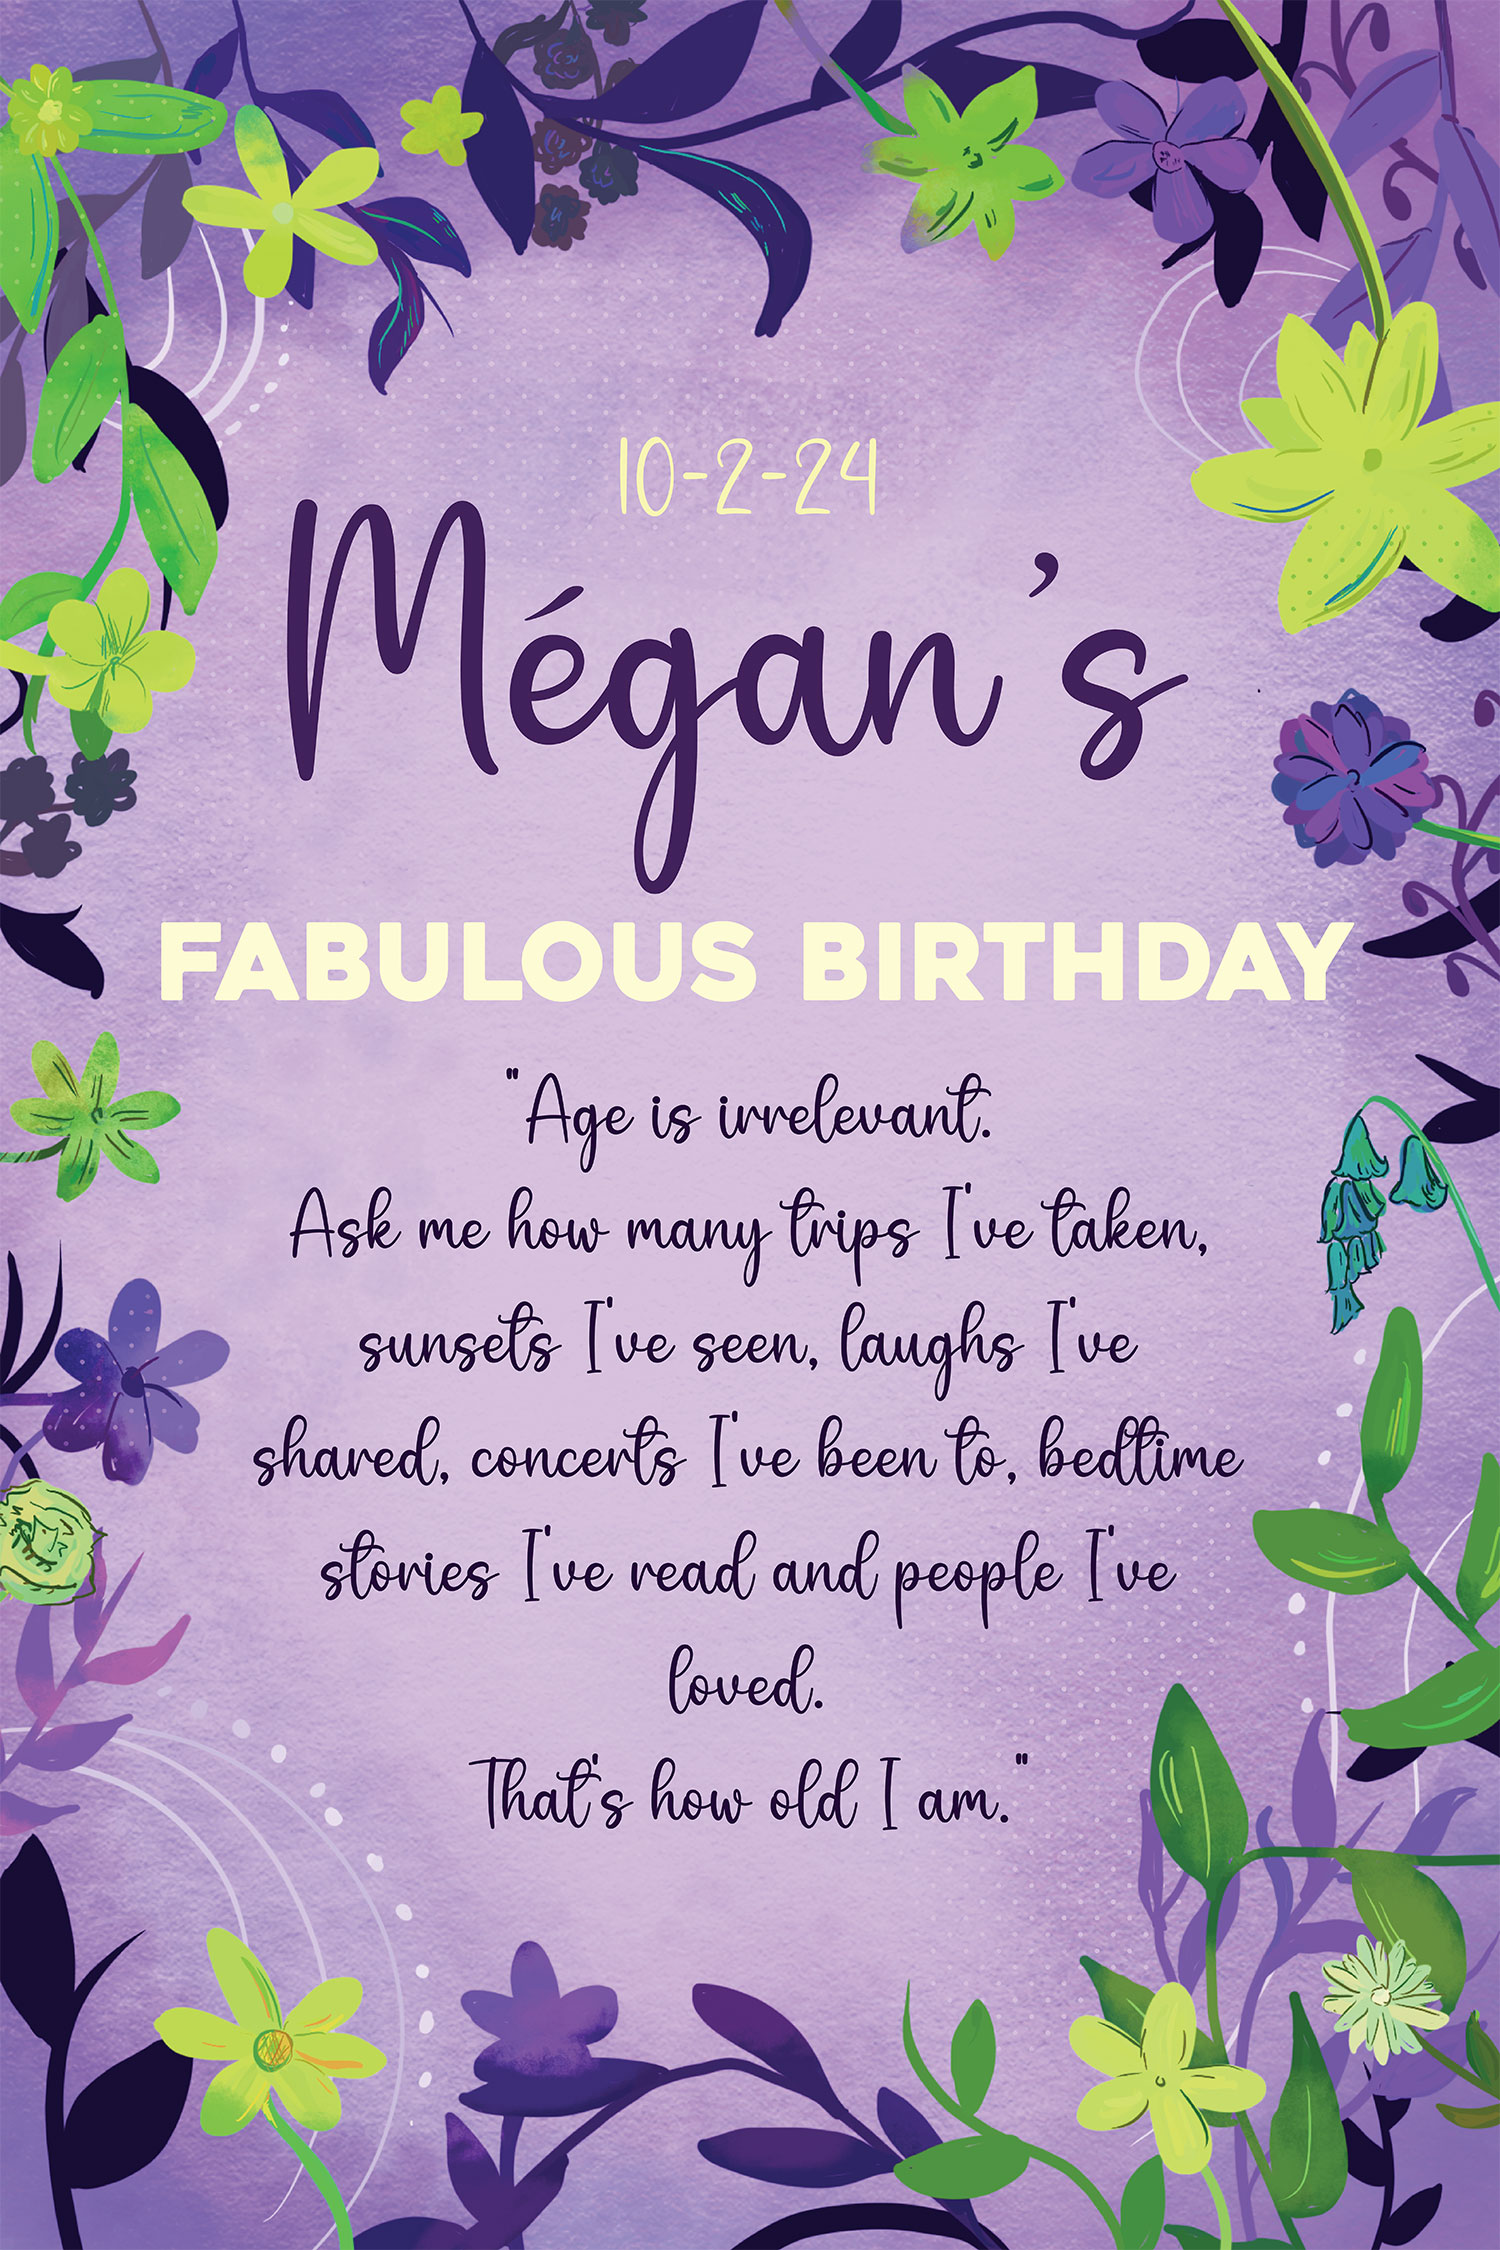 10-2-24
Mégan's
FABULOUS BIRTHDAY
"Age is irrelevant.
Ask me how many trips I've taken,
sunsets I've seen, laughs I've
shared, concerts I've been to, bedtime
stories I've read and people I've
loved.
That's how old I am."